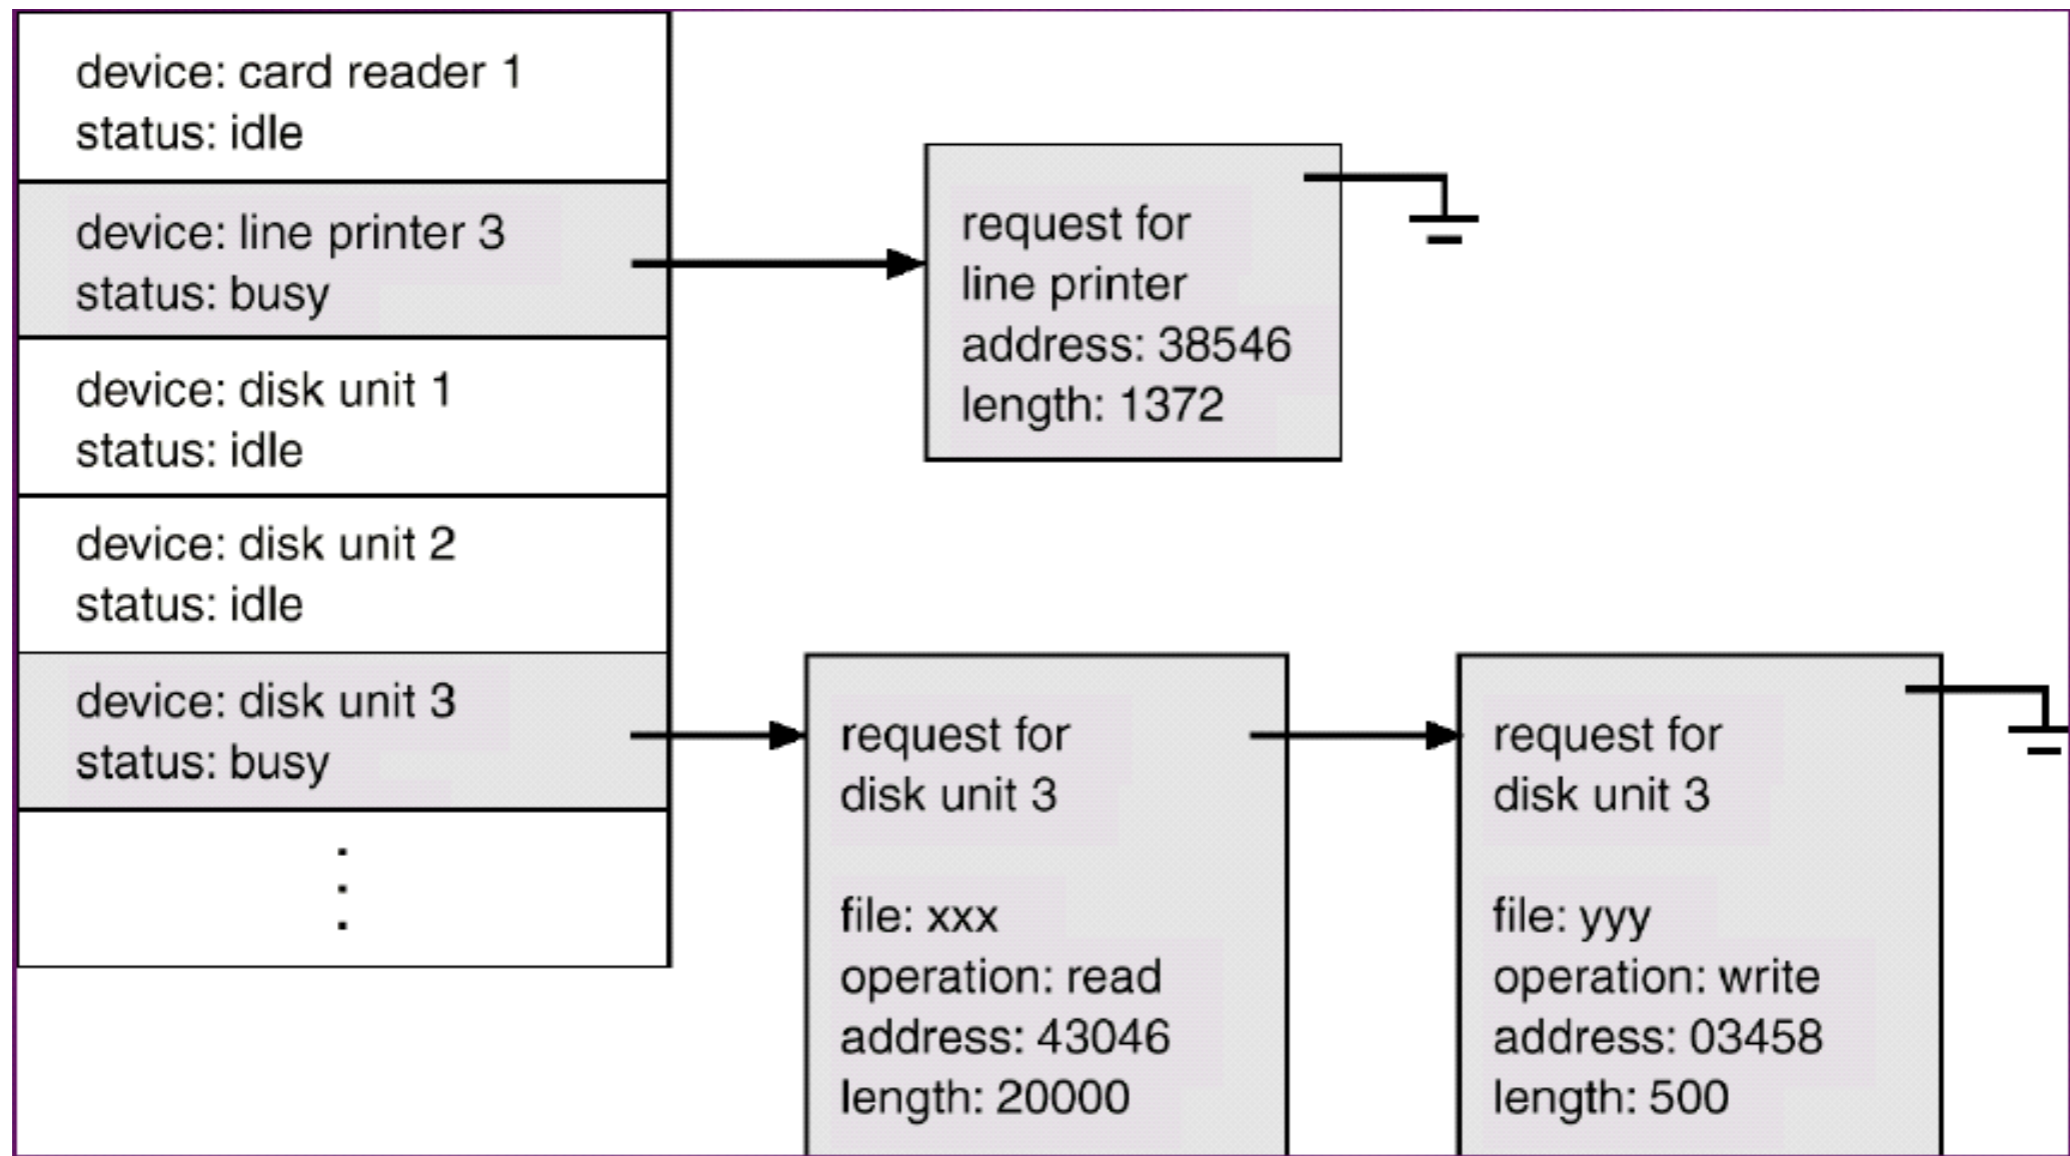 device: card reader 1
status: idle
device: line printer 3
status: busy
device: disk unit 1
status: idle
device: disk unit 2
status: idle
device: disk unit 3
status: busy
request for
line printer
address: 38546
length: 1372
request for
disk unit 3
file: xxx
operation: read
address: 43046
length: 20000
request for
disk unit 3
file: yyy
operation: write
address: 03458
length: 500